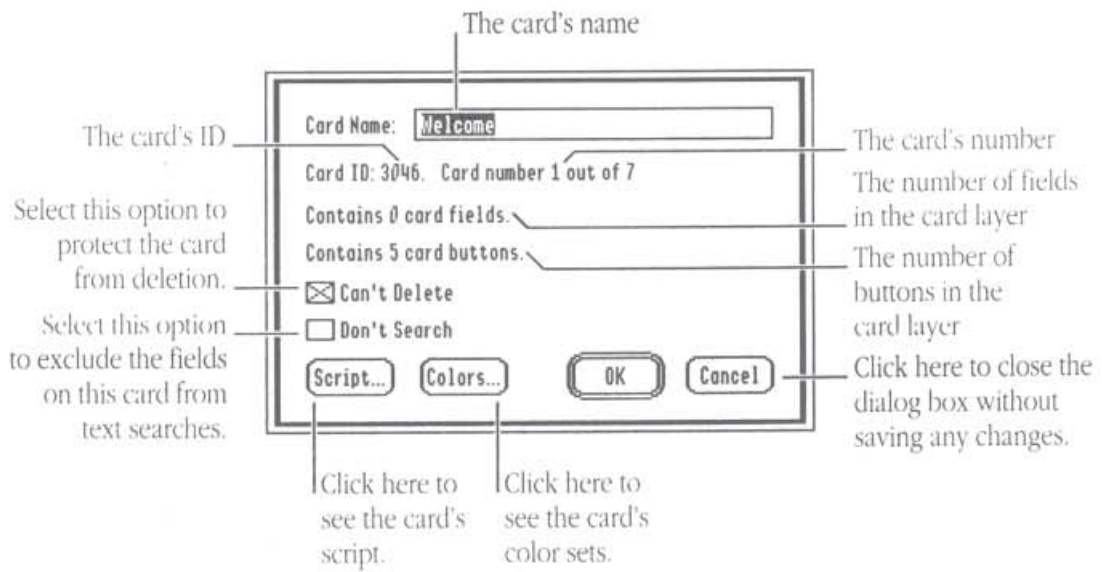 The card's name
Card Name: Welcome
The card's ID
Card ID: 3046. Card number 1 out of 7
The card's number
Contains 0 card fields.
The number of fields
in the card layer
Select this option to
protect the card
from deletion.
Contains 5 card buttons.
The number of
buttons in the
card layer
Can't Delete
Select this option
to exclude the fields
on this card from
text searches.
Don't Search
Script...
Colors...
OK
Cancel
Click here to close the
dialog box without
saving any changes.
Click here to
see the card's
script.
Click here to
see the card's
color sets.